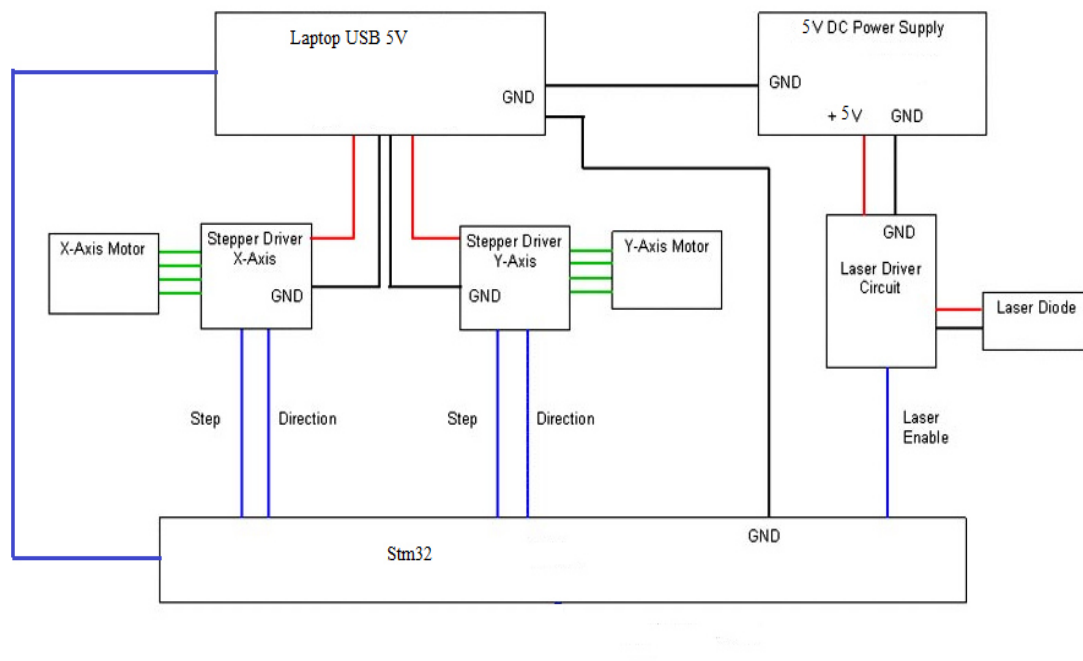 Laptop USB 5V
GND
5V DC Power Supply
GND
+ 5V GND
X-Axis Motor
Stepper Driver
X-Axis
GND
Stepper Driver
Y-Axis
GND
Y-Axis Motor
GND
Laser Driver
Circuit
Laser Diode
Step
Direction
Step
Direction
Laser
Enable
Stm32
GND